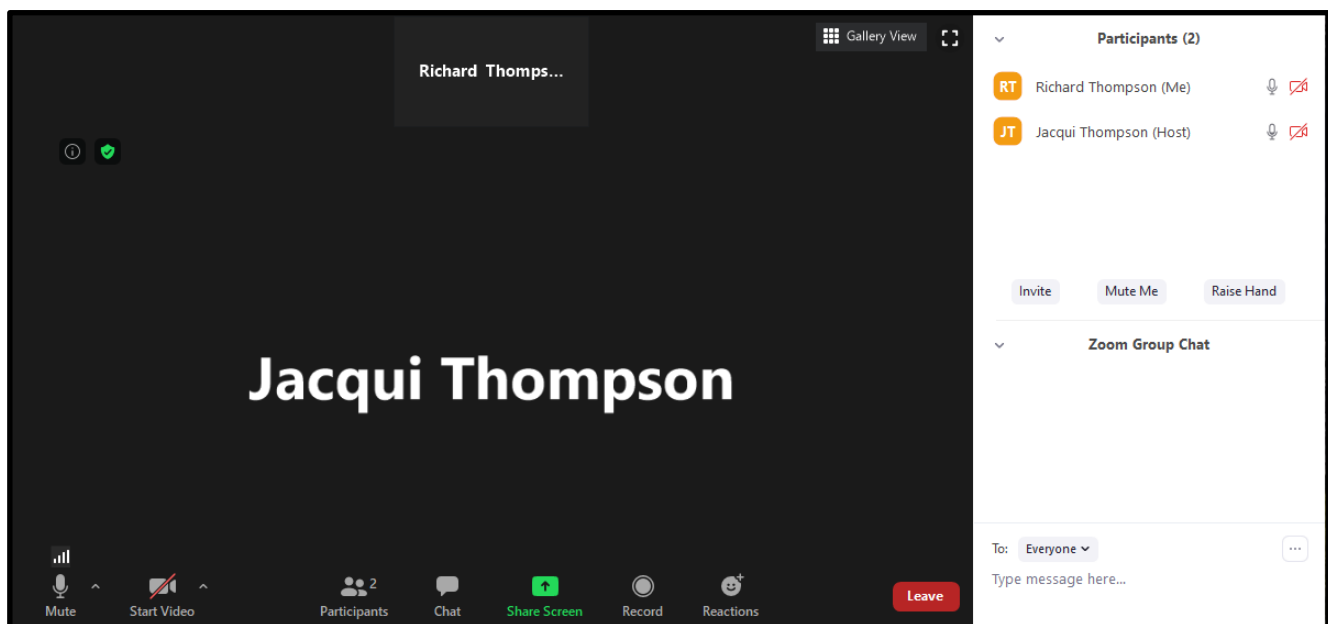 Richard Thomps...
Gallery View
Jacqui Thompson
Mute
Start Video
2
Participants
Chat
Share Screen
Record
Reactions
Leave
Participants (2)
RT Richard Thompson (Me)
JT Jacqui Thompson (Host)
Invite Mute Me Raise Hand
Zoom Group Chat
To: Everyone
Type message here...